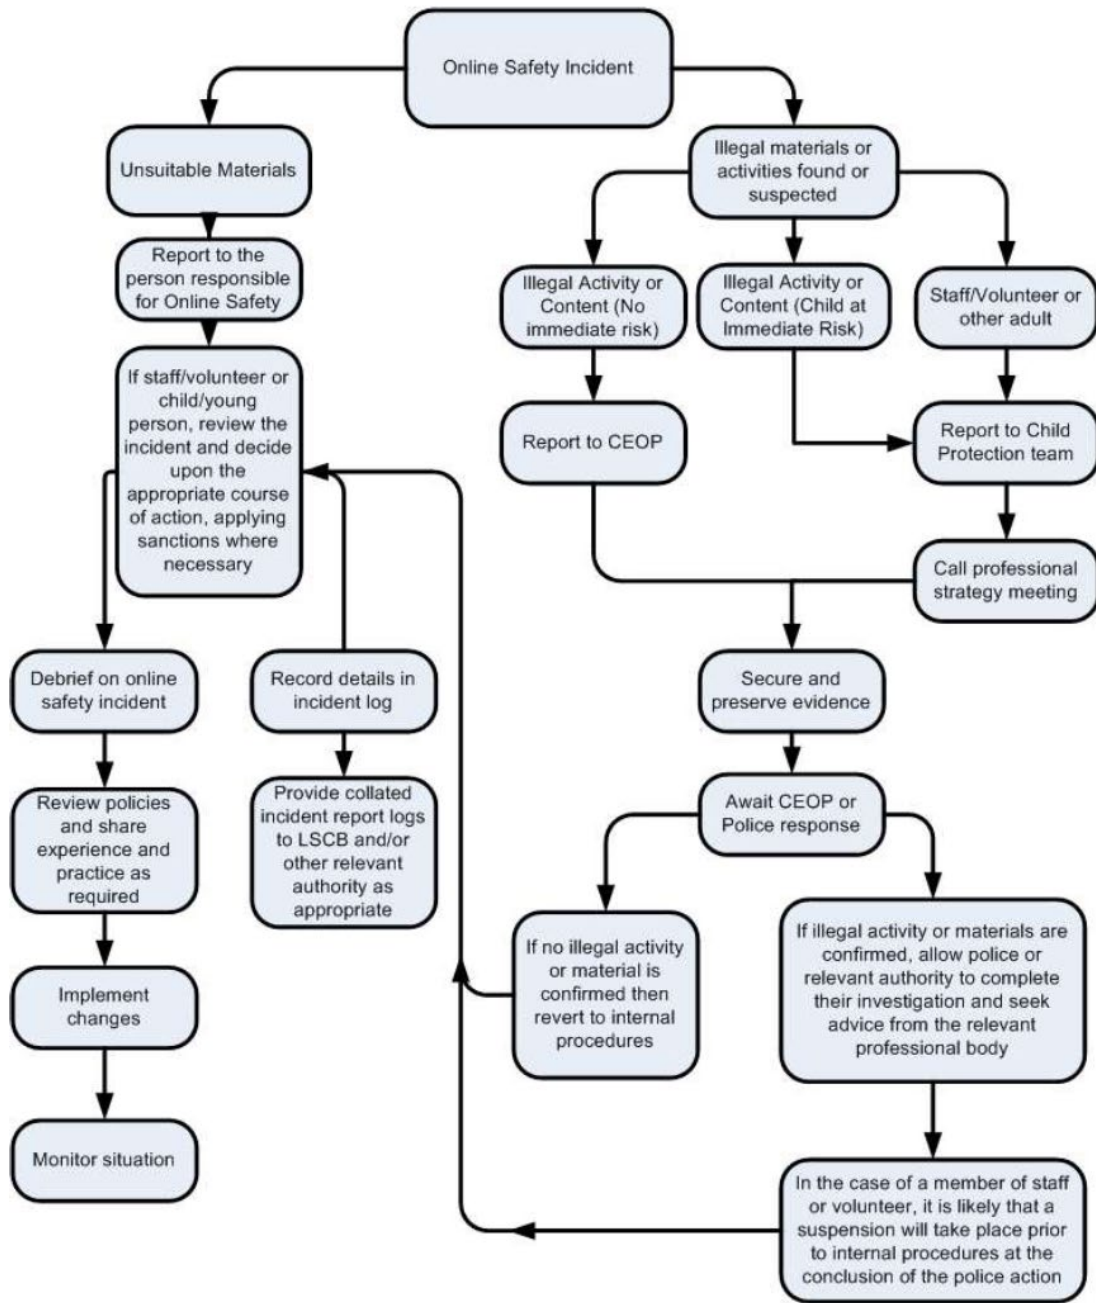 Online Safety Incident
Unsuitable Materials
Report to the
person responsible
for Online Safety
If staff/volunteer or
child/young
person, review the
incident and decide
upon the
appropriate course
of action, applying
sanctions where
necessary
Debrief on online
safety incident
Review policies
and share
experience and
practice as
required
Implement
changes
Monitor situation
Record details in
incident log
Provide collated
incident report logs
to LSCB and/or
other relevant
authority as
appropriate
Illegal materials or
activities found or
suspected
Illegal Activity or
Content (No
immediate risk)
Illegal Activity or
Content (Child at
Immediate Risk)
Staff/Volunteer or
other adult
Report to CEOP
Report to Child
Protection team
Call professional
strategy meeting
Secure and
preserve evidence
Await CEOP or
Police response
If no illegal activity
or material is
confirmed then
revert to internal
procedures
If illegal activity or materials are
confirmed, allow police or
relevant authority to complete
their investigation and seek
advice from the relevant
professional body
In the case of a member of staff
or volunteer, it is likely that a
suspension will take place prior
to internal procedures at the
conclusion of the police action